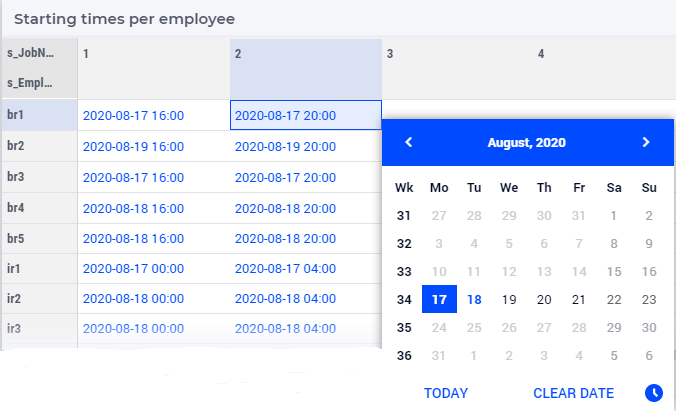 Starting times per employee
s_JobN... 1 2 3 4
s_Empl...
br1 2020-08-17 16:00 2020-08-17 20:00
br2 2020-08-19 16:00 2020-08-19 20:00
br3 2020-08-17 16:00 2020-08-17 20:00
br4 2020-08-18 16:00 2020-08-18 20:00
br5 2020-08-18 16:00 2020-08-18 20:00
ir1 2020-08-17 00:00 2020-08-17 04:00
ir2 2020-08-18 00:00 2020-08-18 04:00
ir3 2020-08-18 00:00 2020-08-18 04:00
August, 2020
Wk Mo Tu We Th Fr Sa Su
31 27 28 29 30 31 1 2
32 3 4 5 6 7 8 9
33 10 11 12 13 14 15 16
34 17 18 19 20 21 22 23
35 24 25 26 27 28 29 30
36 31 1 2 3 4 5 6
TODAY CLEAR DATE